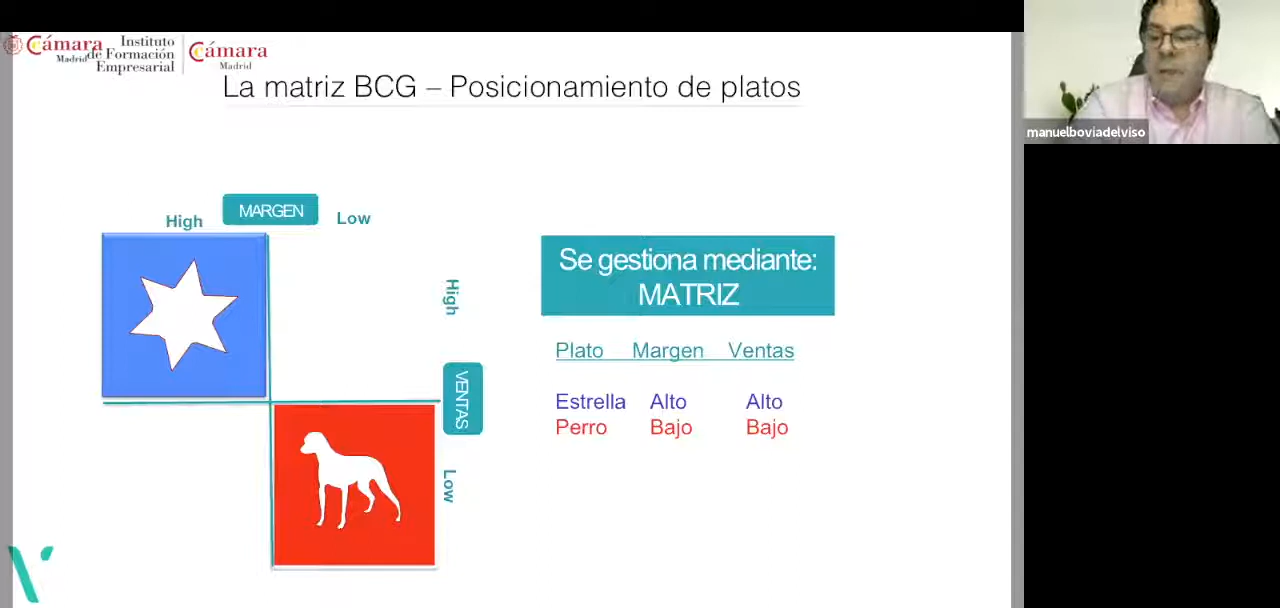 Cámara
Madrid
Instituto
de Formación
Empresarial
Cámara
Madrid
La matriz BCG – Posicionamiento de platos
manuelboviadelviso
High
MARGEN
Low
High
VENTAS
Low
Se gestiona mediante:
MATRIZ
Plato Margen Ventas
Estrella Alto Alto
Perro Bajo Bajo